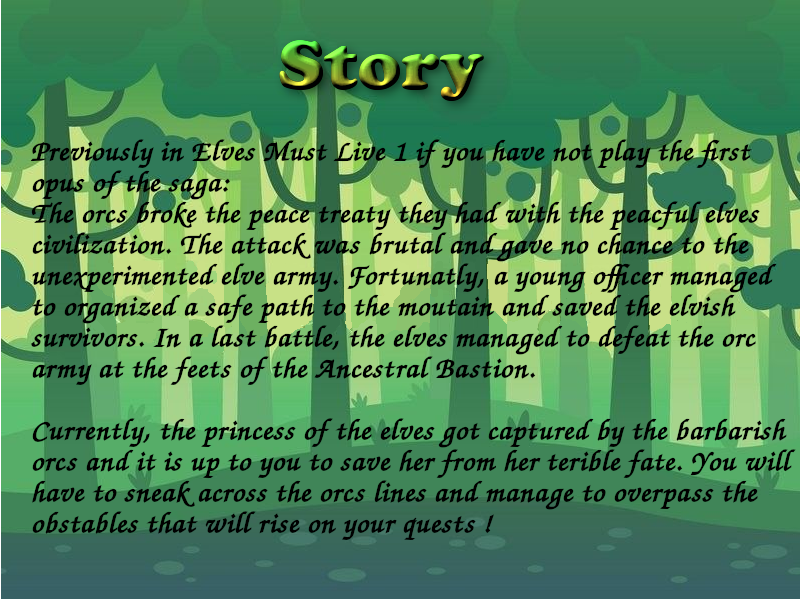 Story
Previously in Elves Must Live 1 if you have not play the first
opus of the saga:
The orcs broke the peace treaty they had with the peacful elves
civilization. The attack was brutal and gave no chance to the
unexperimented elve army. Fortunatly, a young officer managed
to organized a safe path to the moutain and saved the elvish
survivors. In a last battle, the elves managed to defeat the orc
army at the feets of the Ancestral Bastion.
Currently, the princess of the elves got captured by the barbarish
orcs and it is up to you to save her from her terible fate. You will
have to sneak across the orcs lines and manage to overpass the
obstables that will rise on your quests !